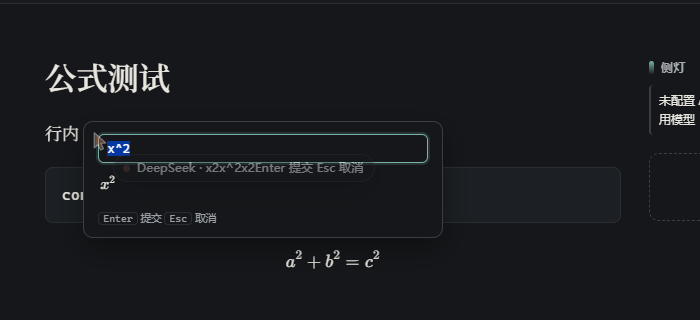 公式测试
侧灯
未配置
用模型
行内
x^2
DeepSeek · x2x^2x2Enter 提交 Esc 取消
x²
Enter 提交 Esc 取消
a² + b² = c²